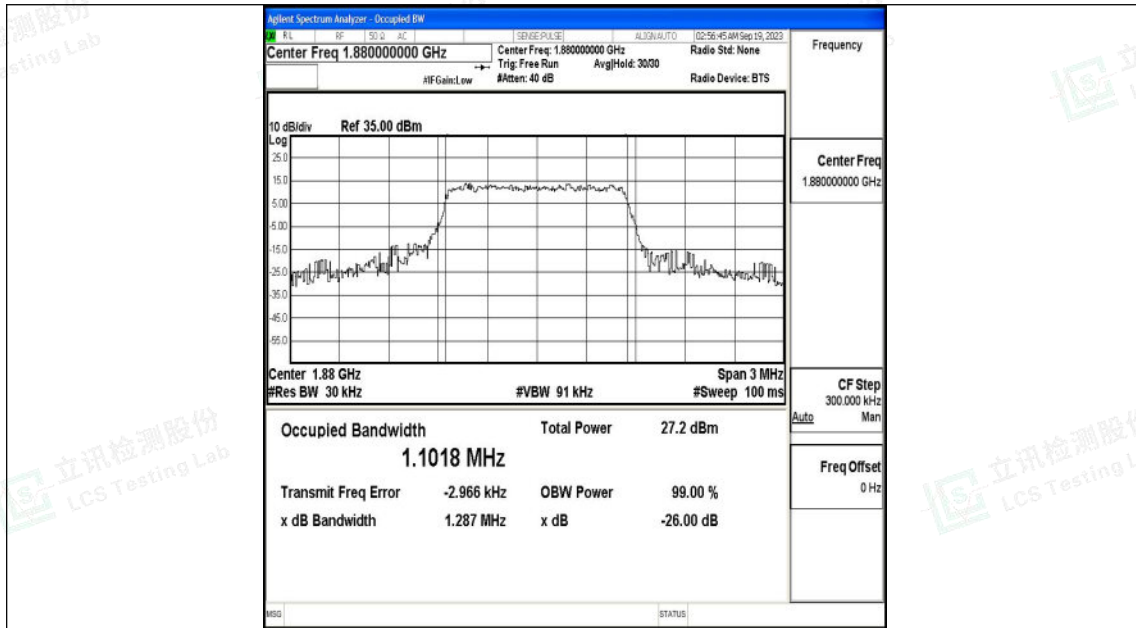 Agilent Spectrum Analyzer - Occupied BW
RL RF 50 Ω AC SENSE:PULSE ALIGNAUTO 02:56:45 AM Sep 19, 2023
Center Freq 1.880000000 GHz
Center Freq: 1.880000000 GHz
Radio Std: None
Trig: Free Run Avg|Hold: 30/30
#IFGain:Low
#Atten: 40 dB
Radio Device: BTS
10 dB/div Ref 35.00 dBm
Log
25.0
15.0
5.00
-5.00
-15.0
-25.0
-35.0
-45.0
-55.0
Center 1.88 GHz
Span 3 MHz
#Res BW 30 kHz
#VBW 91 kHz
#Sweep 100 ms
Occupied Bandwidth
1.1018 MHz
Total Power 27.2 dBm
Transmit Freq Error -2.966 kHz
OBW Power 99.00 %
x dB Bandwidth 1.287 MHz
x dB -26.00 dB
MSG
STATUS
Frequency
Center Freq
1.880000000 GHz
CF Step
300.000 kHz
Auto Man
Freq Offset
0 Hz
立讯检测股份
LCS Testing Lab
立讯检测股份
LCS Testing L
测股份
sting Lab